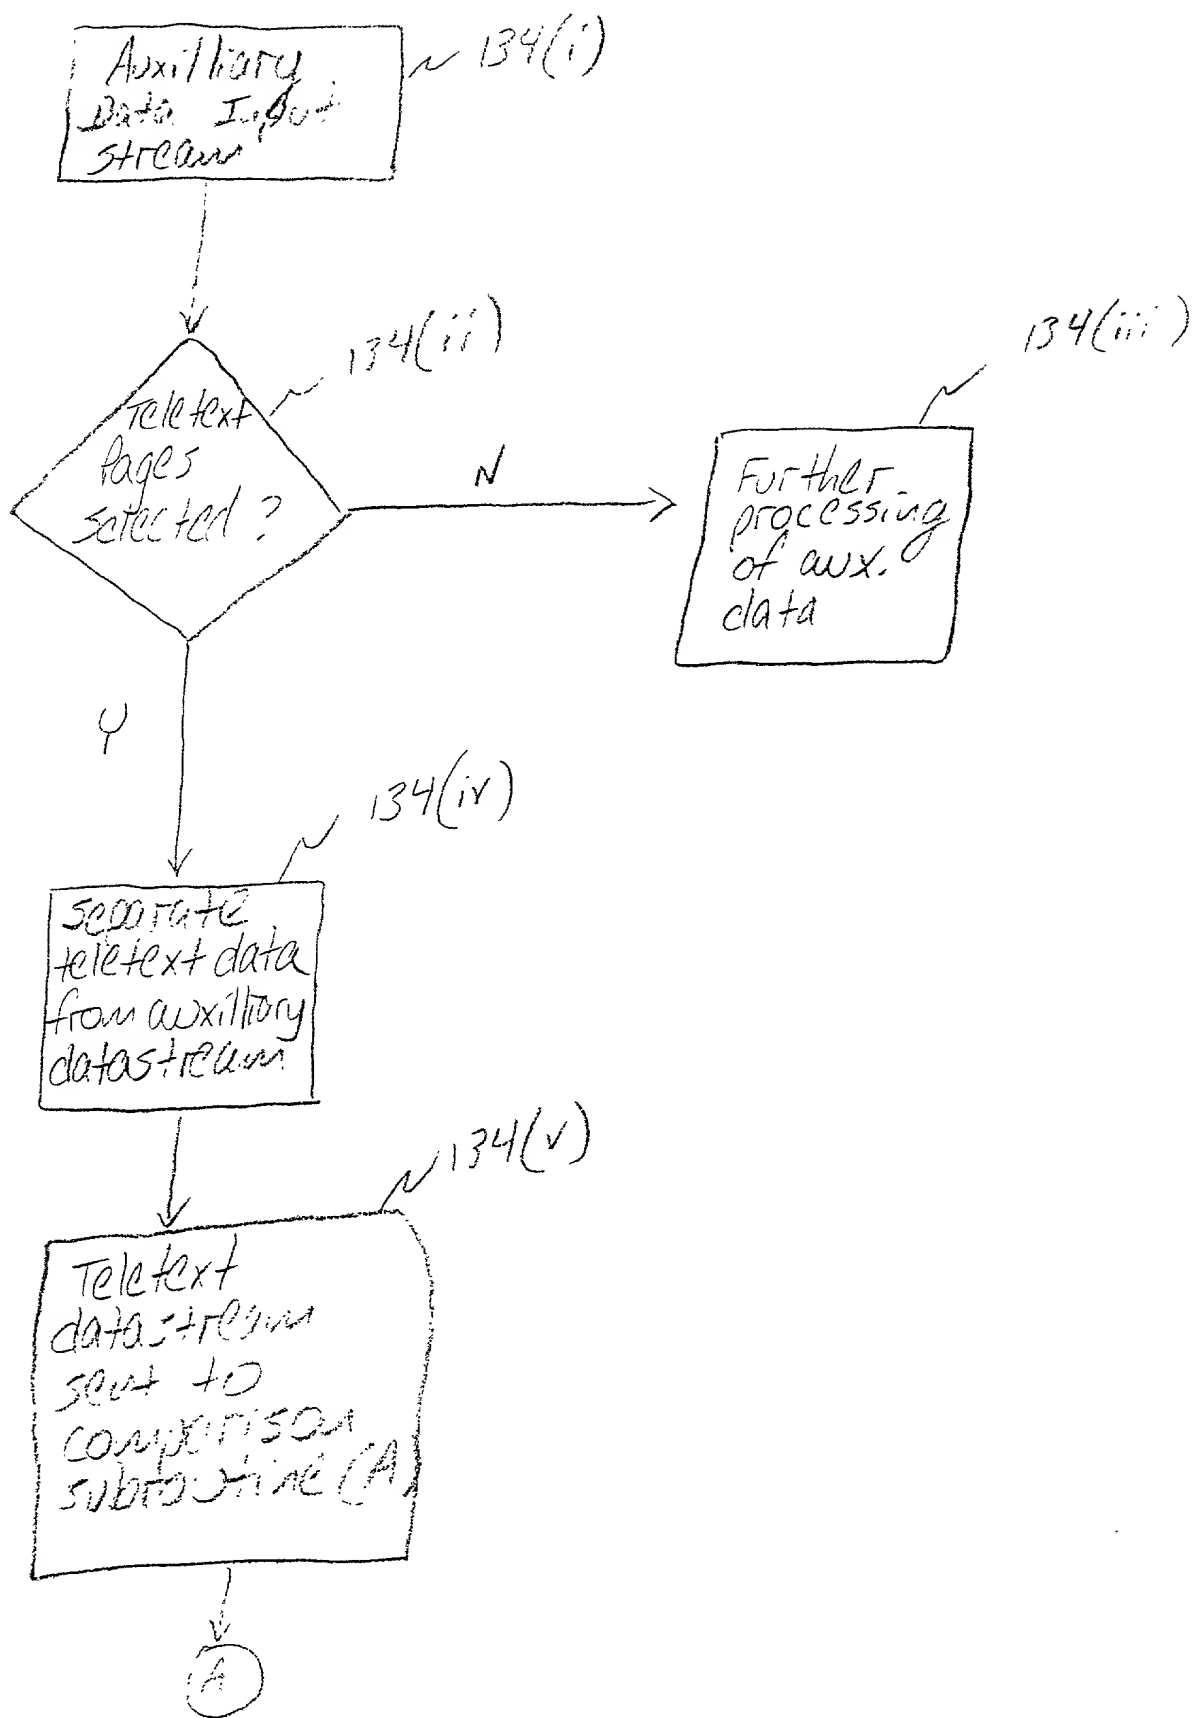 Auxilliary
Data Input
stream
134(i)
134(ii)
Teletext
Pages
selected?
N
134(iii)
Further
processing
of aux.
data
Y
134(iv)
separate
teletext data
from auxilliary
datastream
134(v)
Teletext
datastream
sent to
comparison
subroutine (A)
A